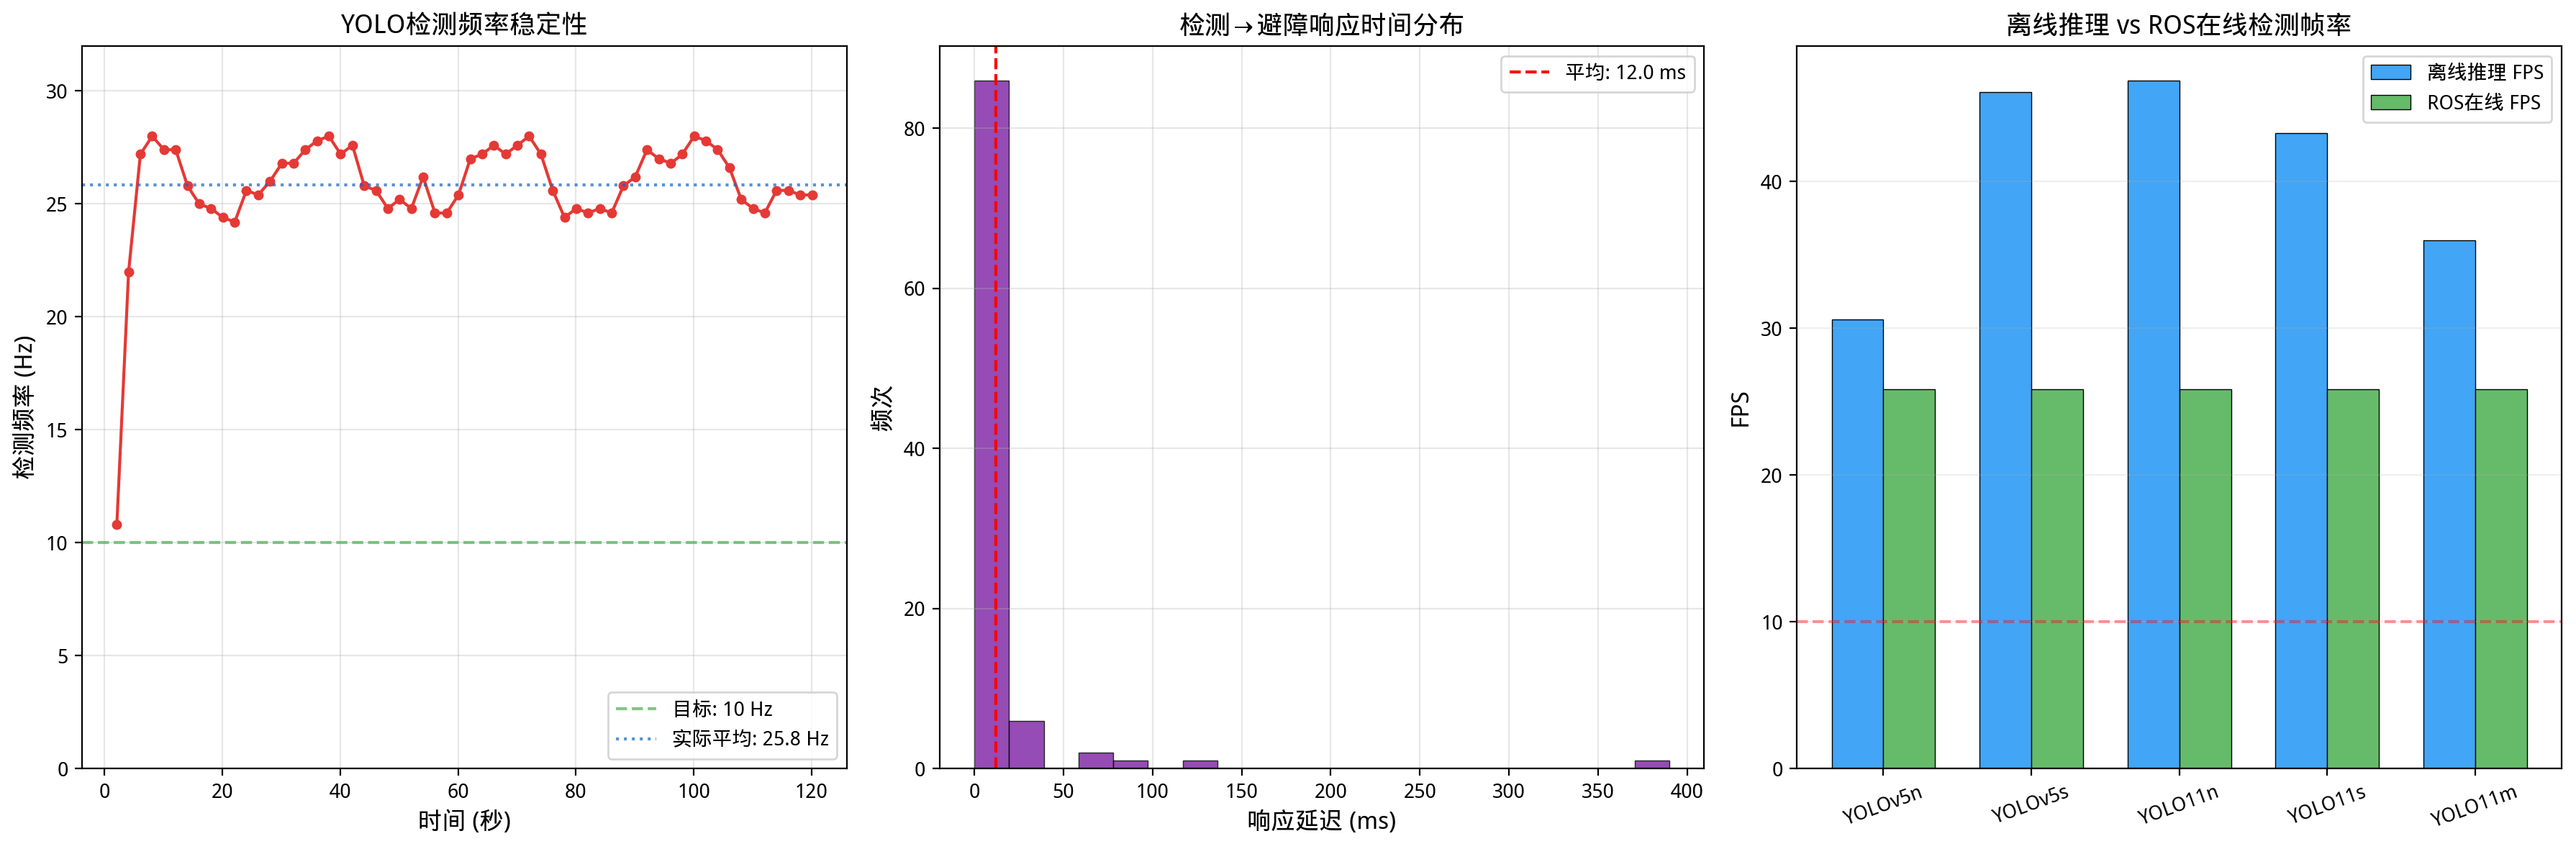 YOLO检测频率稳定性
检测频率 (Hz)
30
25
20
15
10
5
0
0 20 40 60 80 100 120
时间 (秒)
目标: 10 Hz
实际平均: 25.8 Hz
检测→避障响应时间分布
频次
80
60
40
20
0
0 50 100 150 200 250 300 350 400
响应延迟 (ms)
平均: 12.0 ms
离线推理 vs ROS在线检测帧率
FPS
40
30
20
10
0
YOLOv5n YOLOv5s YOLO11n YOLO11s YOLO11m
离线推理 FPS
ROS在线 FPS